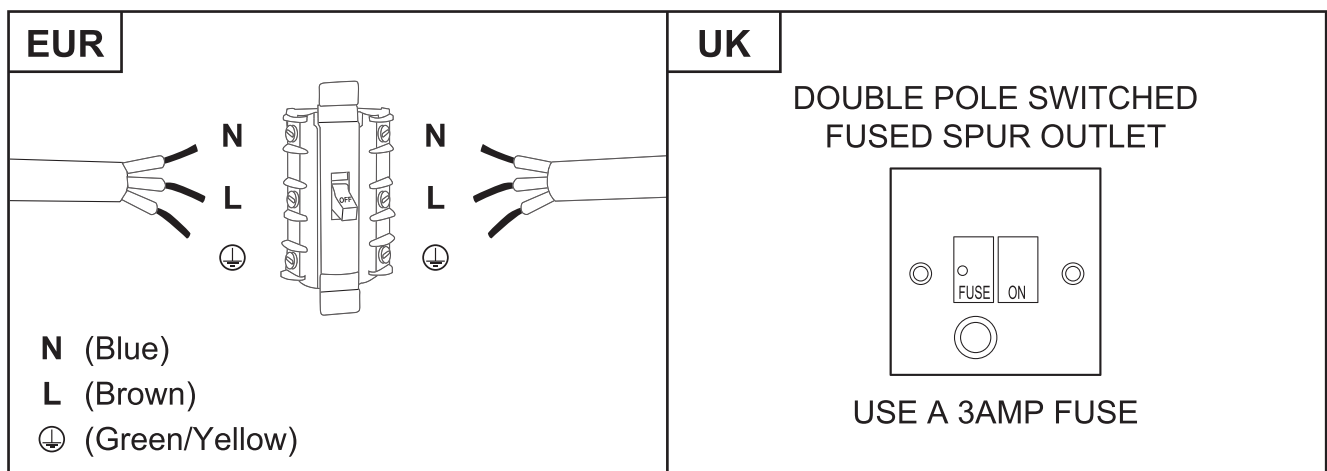 EUR
N
L
OFF
N
L
N (Blue)
L (Brown)
(Green/Yellow)
UK
DOUBLE POLE SWITCHED
FUSED SPUR OUTLET
FUSE ON
USE A 3AMP FUSE